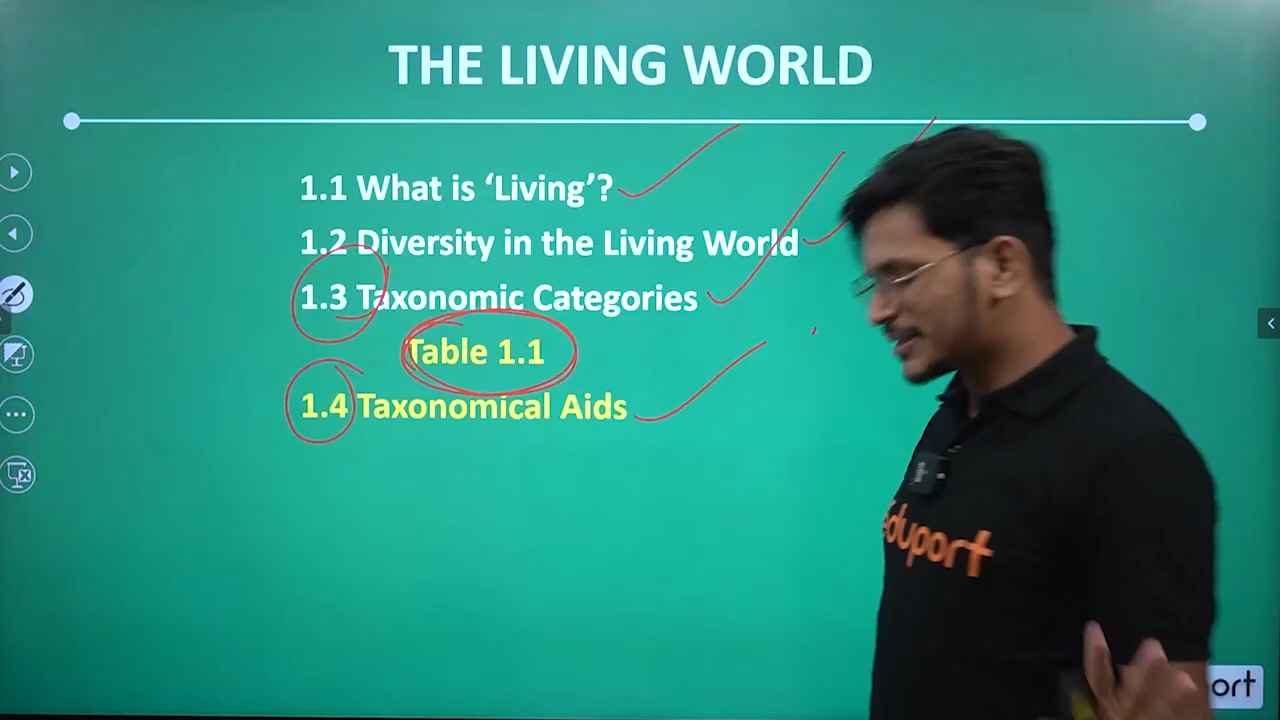 THE LIVING WORLD
1.1 What is ‘Living’?
1.2 Diversity in the Living World
1.3 Taxonomic Categories
Table 1.1
1.4 Taxonomical Aids
eduport
ort